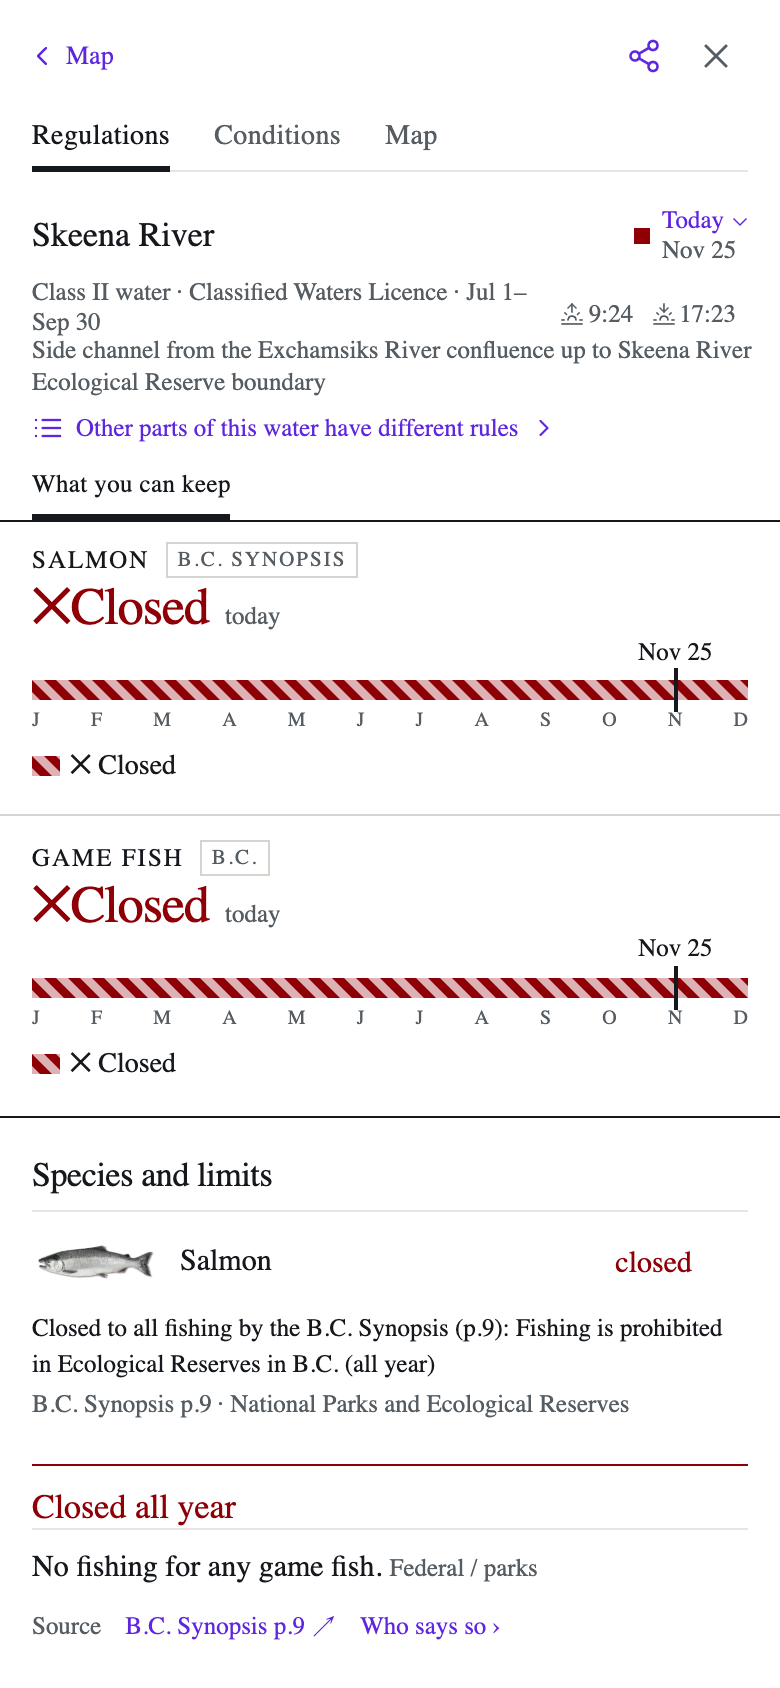 Map
Regulations Conditions Map
Skeena River
Today
Nov 25
Class II water · Classified Waters Licence · Jul 1–
Sep 30
9:24 17:23
Side channel from the Exchamsiks River confluence up to Skeena River
Ecological Reserve boundary
Other parts of this water have different rules
What you can keep
SALMON B.C. SYNOPSIS
Closed today
Nov 25
J F M A M J J A S O N D
Closed
GAME FISH B.C.
Closed today
Nov 25
J F M A M J J A S O N D
Closed
Species and limits
Salmon closed
Closed to all fishing by the B.C. Synopsis (p.9): Fishing is prohibited
in Ecological Reserves in B.C. (all year)
B.C. Synopsis p.9 · National Parks and Ecological Reserves
Closed all year
No fishing for any game fish. Federal / parks
Source B.C. Synopsis p.9 ↗ Who says so ›